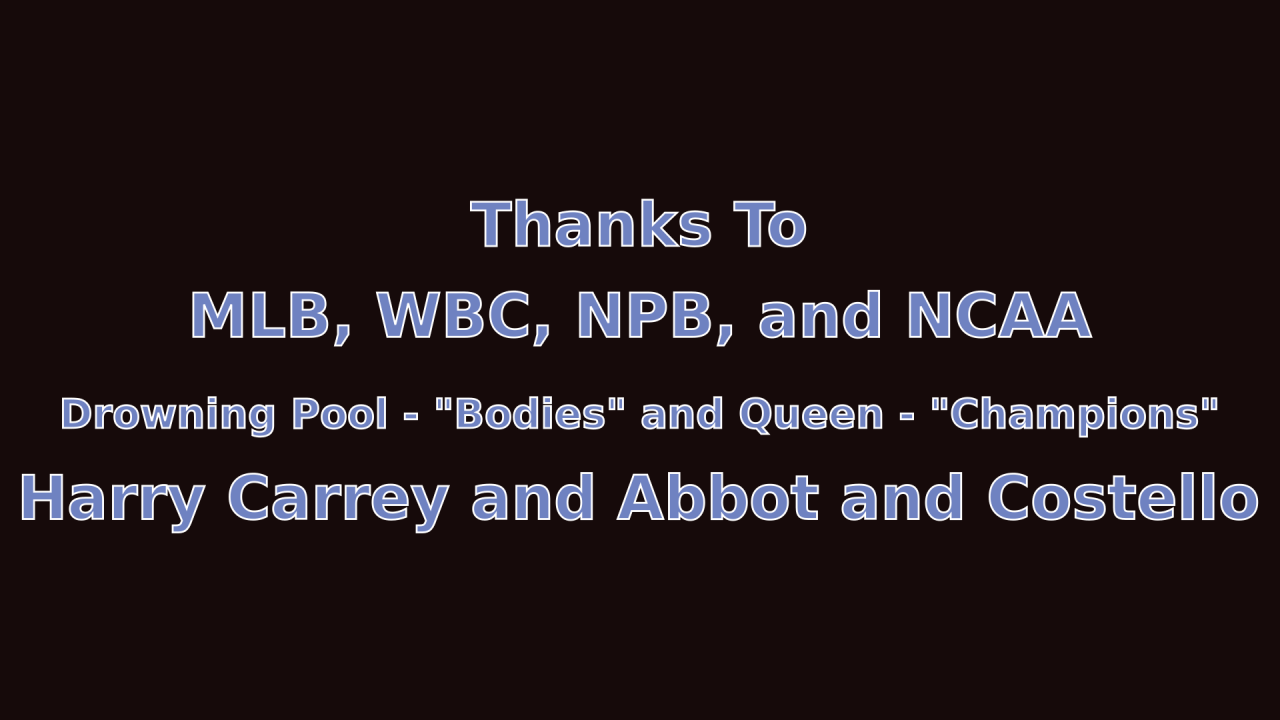 Thanks To
MLB, WBC, NPB, and NCAA
Drowning Pool - "Bodies" and Queen - "Champions"
Harry Carrey and Abbot and Costello